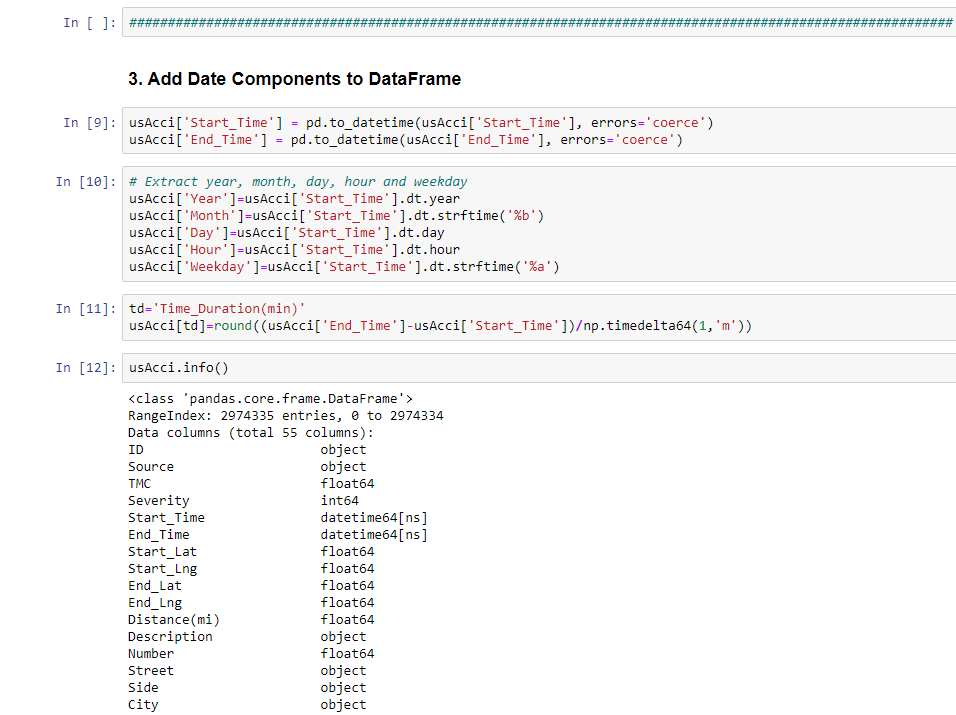 In [ ]: ###########################################################################################################
3. Add Date Components to DataFrame
In [9]: usAcci['Start_Time'] = pd.to_datetime(usAcci['Start_Time'], errors='coerce')
usAcci['End_Time'] = pd.to_datetime(usAcci['End_Time'], errors='coerce')
In [10]: # Extract year, month, day, hour and weekday
usAcci['Year']=usAcci['Start_Time'].dt.year
usAcci['Month']=usAcci['Start_Time'].dt.strftime('%b')
usAcci['Day']=usAcci['Start_Time'].dt.day
usAcci['Hour']=usAcci['Start_Time'].dt.hour
usAcci['Weekday']=usAcci['Start_Time'].dt.strftime('%a')
In [11]: td='Time_Duration(min)'
usAcci[td]=round((usAcci['End_Time']-usAcci['Start_Time'])/np.timedelta64(1,'m'))
In [12]: usAcci.info()
<class 'pandas.core.frame.DataFrame'>
RangeIndex: 2974335 entries, 0 to 2974334
Data columns (total 55 columns):
ID object
Source object
TMC float64
Severity int64
Start_Time datetime64[ns]
End_Time datetime64[ns]
Start_Lat float64
Start_Lng float64
End_Lat float64
End_Lng float64
Distance(mi) float64
Description object
Number float64
Street object
Side object
City object